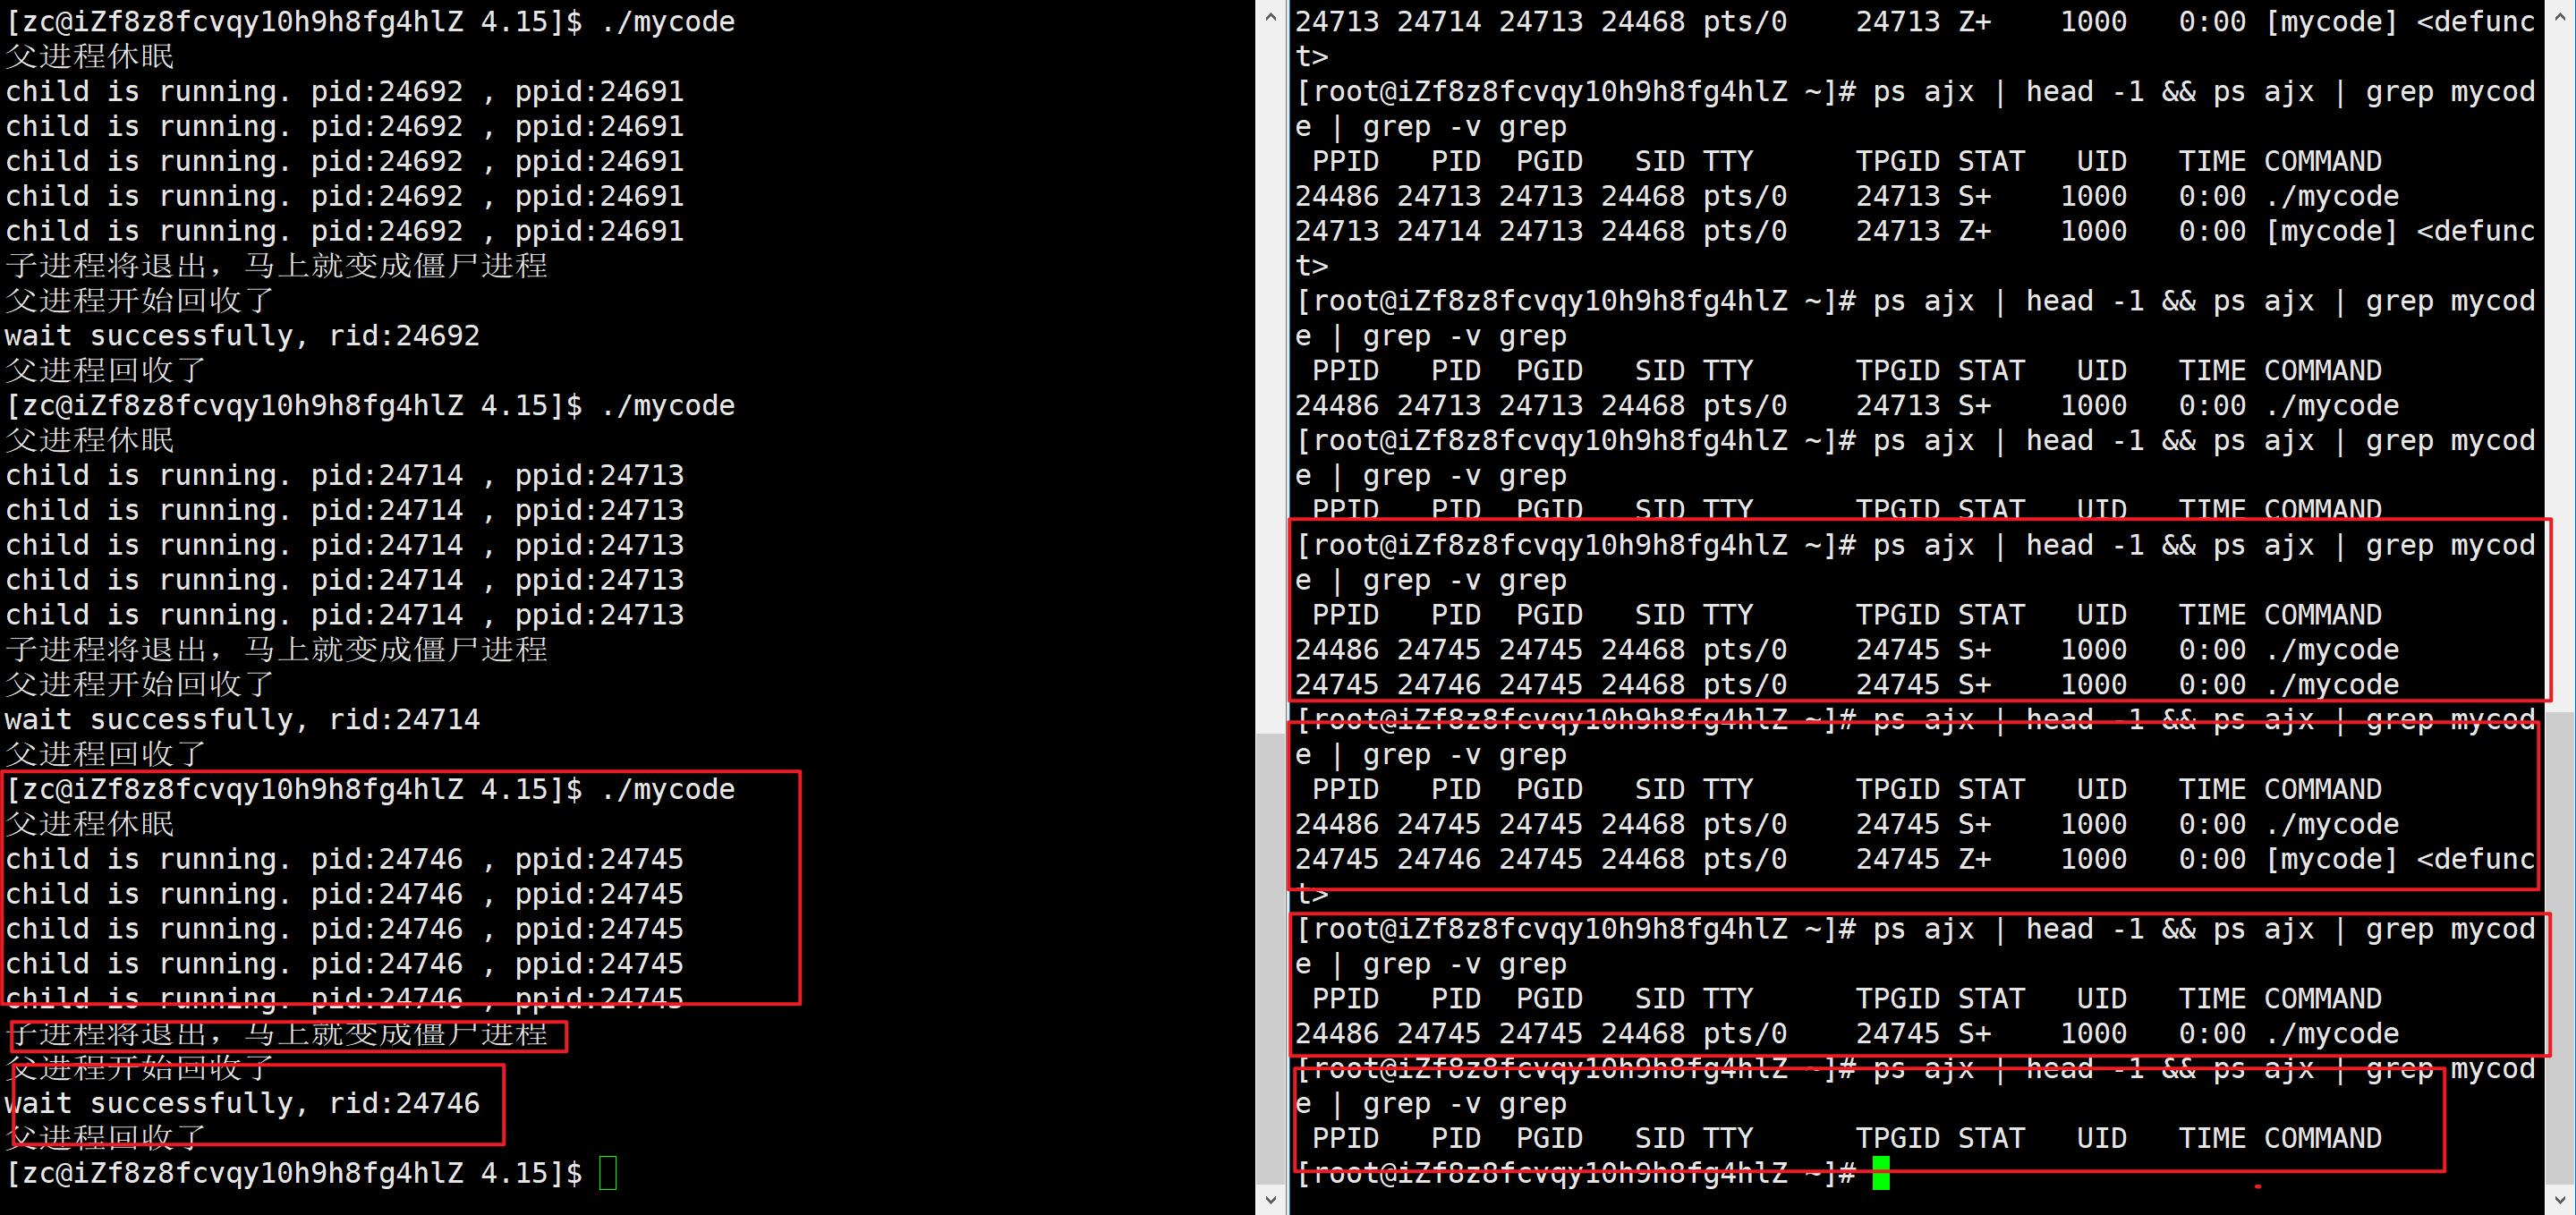 [zc@iZf8z8fcvqy10h9h8fg4hlZ 4.15]$ ./mycode
父进程休眠
child is running. pid:24692 , ppid:24691
child is running. pid:24692 , ppid:24691
child is running. pid:24692 , ppid:24691
child is running. pid:24692 , ppid:24691
child is running. pid:24692 , ppid:24691
子进程将退出，马上就变成僵尸进程
父进程开始回收了
wait successfully, rid:24692
父进程回收了
[zc@iZf8z8fcvqy10h9h8fg4hlZ 4.15]$ ./mycode
父进程休眠
child is running. pid:24714 , ppid:24713
child is running. pid:24714 , ppid:24713
child is running. pid:24714 , ppid:24713
child is running. pid:24714 , ppid:24713
child is running. pid:24714 , ppid:24713
子进程将退出，马上就变成僵尸进程
父进程开始回收了
wait successfully, rid:24714
父进程回收了
[zc@iZf8z8fcvqy10h9h8fg4hlZ 4.15]$ ./mycode
父进程休眠
child is running. pid:24746 , ppid:24745
child is running. pid:24746 , ppid:24745
child is running. pid:24746 , ppid:24745
child is running. pid:24746 , ppid:24745
child is running. pid:24746 , ppid:24745
子进程将退出，马上就变成僵尸进程
父进程开始回收了
wait successfully, rid:24746
父进程回收了
[zc@iZf8z8fcvqy10h9h8fg4hlZ 4.15]$
24713 24714 24713 24468 pts/0    24713 Z+    1000   0:00 [mycode] <defunc
t>
[root@iZf8z8fcvqy10h9h8fg4hlZ ~]# ps ajx | head -1 && ps ajx | grep mycod
e | grep -v grep
 PPID   PID  PGID   SID TTY      TPGID STAT   UID   TIME COMMAND
24486 24713 24713 24468 pts/0    24713 S+    1000   0:00 ./mycode
24713 24714 24713 24468 pts/0    24713 Z+    1000   0:00 [mycode] <defunc
t>
[root@iZf8z8fcvqy10h9h8fg4hlZ ~]# ps ajx | head -1 && ps ajx | grep mycod
e | grep -v grep
 PPID   PID  PGID   SID TTY      TPGID STAT   UID   TIME COMMAND
24486 24713 24713 24468 pts/0    24713 S+    1000   0:00 ./mycode
[root@iZf8z8fcvqy10h9h8fg4hlZ ~]# ps ajx | head -1 && ps ajx | grep mycod
e | grep -v grep
 PPID   PID  PGID   SID TTY      TPGID STAT   UID   TIME COMMAND
[root@iZf8z8fcvqy10h9h8fg4hlZ ~]# ps ajx | head -1 && ps ajx | grep mycod
e | grep -v grep
 PPID   PID  PGID   SID TTY      TPGID STAT   UID   TIME COMMAND
24486 24745 24745 24468 pts/0    24745 S+    1000   0:00 ./mycode
24745 24746 24745 24468 pts/0    24745 S+    1000   0:00 ./mycode
[root@iZf8z8fcvqy10h9h8fg4hlZ ~]# ps ajx | head -1 && ps ajx | grep mycod
e | grep -v grep
 PPID   PID  PGID   SID TTY      TPGID STAT   UID   TIME COMMAND
24486 24745 24745 24468 pts/0    24745 S+    1000   0:00 ./mycode
24745 24746 24745 24468 pts/0    24745 Z+    1000   0:00 [mycode] <defunc
t>
[root@iZf8z8fcvqy10h9h8fg4hlZ ~]# ps ajx | head -1 && ps ajx | grep mycod
e | grep -v grep
 PPID   PID  PGID   SID TTY      TPGID STAT   UID   TIME COMMAND
24486 24745 24745 24468 pts/0    24745 S+    1000   0:00 ./mycode
[root@iZf8z8fcvqy10h9h8fg4hlZ ~]# ps ajx | head -1 && ps ajx | grep mycod
e | grep -v grep
 PPID   PID  PGID   SID TTY      TPGID STAT   UID   TIME COMMAND
[root@iZf8z8fcvqy10h9h8fg4hlZ ~]#